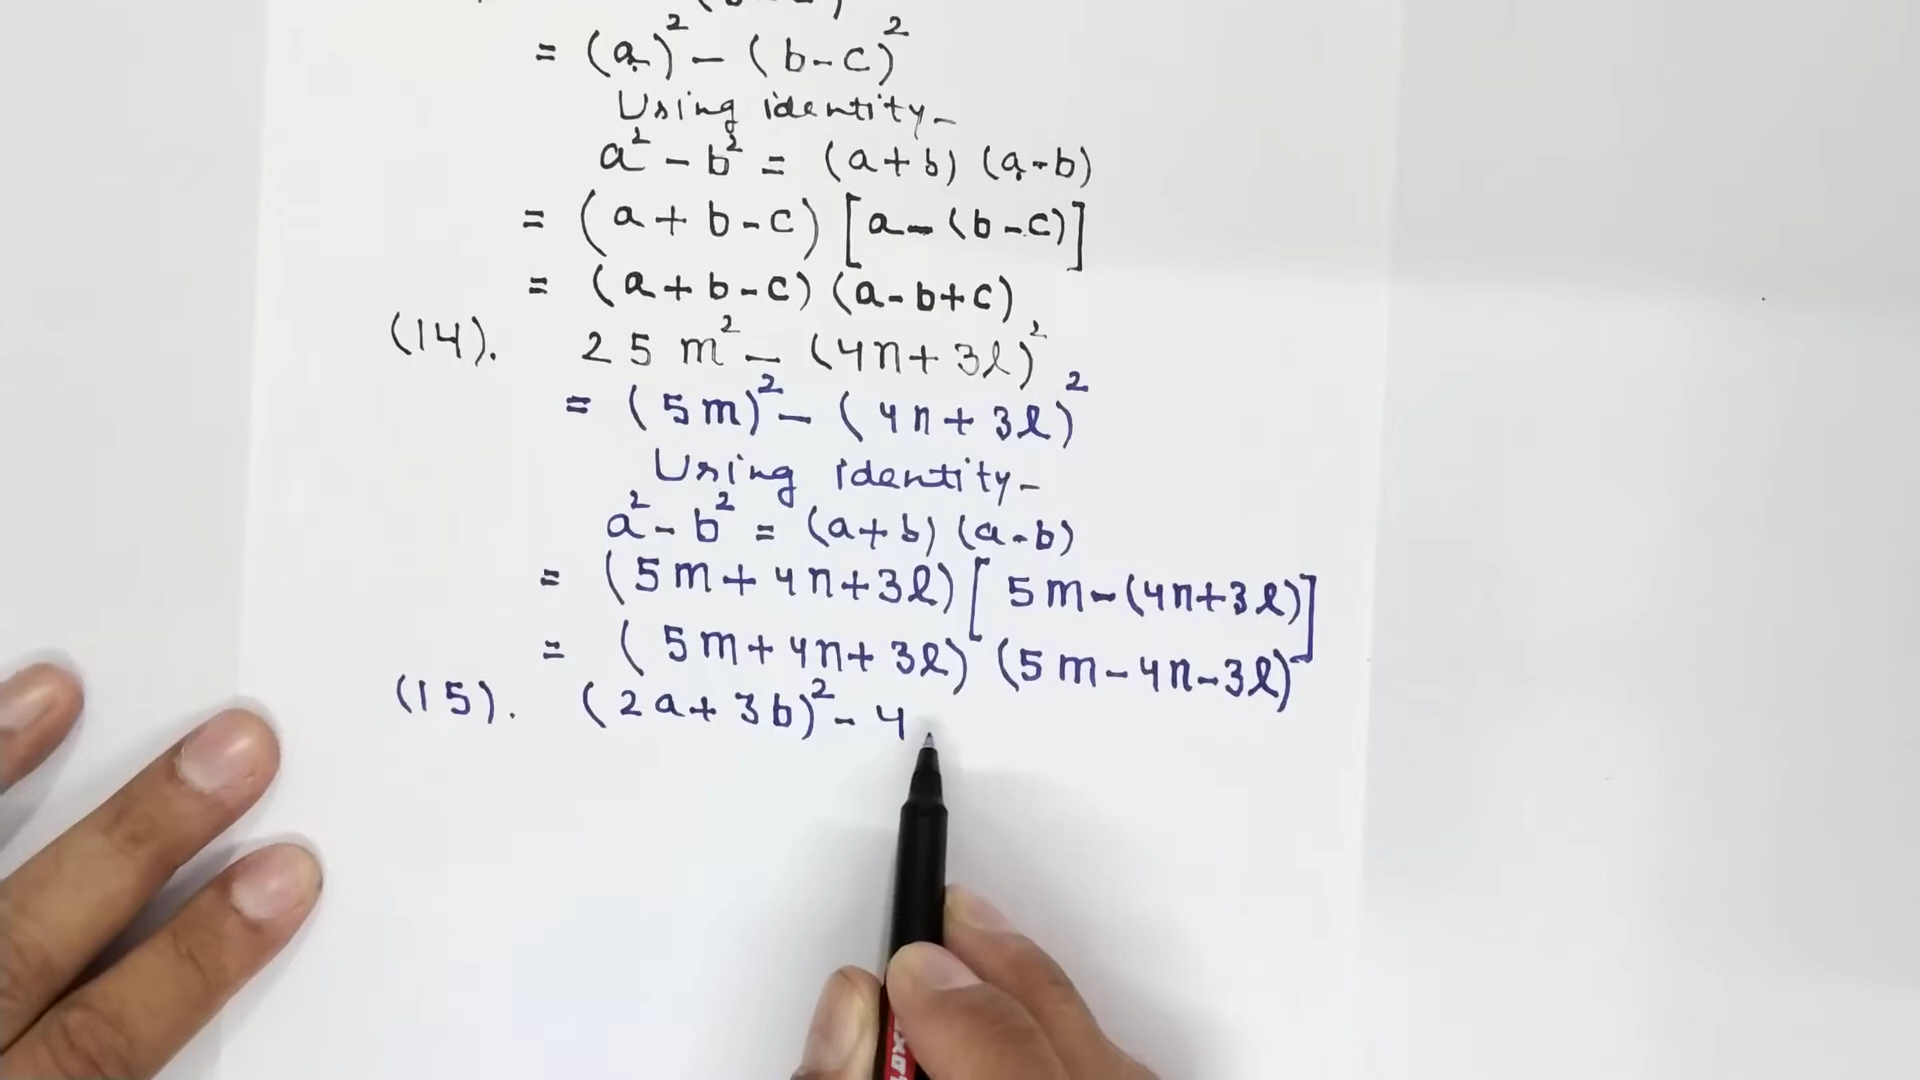 = (a)² - (b-c)²
Using identity-
a² - b² = (a+b) (a-b)
= (a + b - c) [a - (b-c)]
= (a + b - c) (a - b + c)
(14). 25 m² - (4n + 3l)²
= (5m)² - (4n + 3l)²
Using identity-
a² - b² = (a+b) (a-b)
= (5m + 4n + 3l) [5m - (4n+3l)]
= (5m + 4n + 3l) (5m - 4n - 3l)
(15). (2a + 3b)² - 4